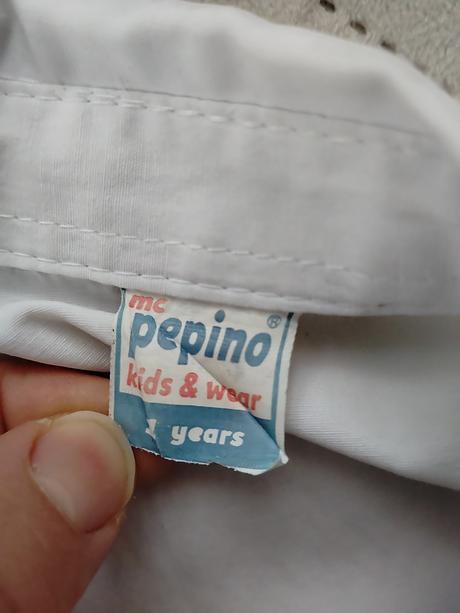 mc
pepino®
kids & wear
years